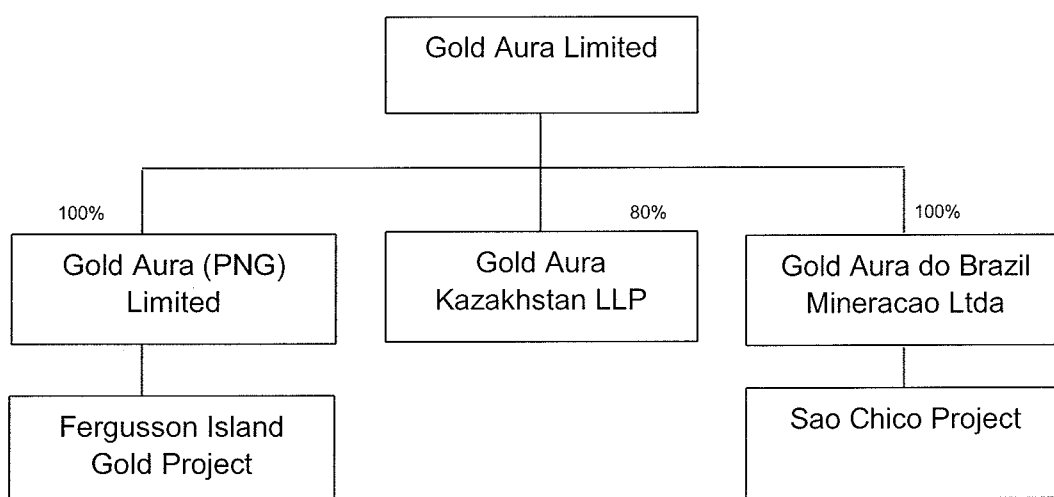 Gold Aura Limited
100%
80%
100%
Gold Aura (PNG)
Limited
Gold Aura
Kazakhstan LLP
Gold Aura do Brazil
Mineracao Ltda
Fergusson Island
Gold Project
Sao Chico Project